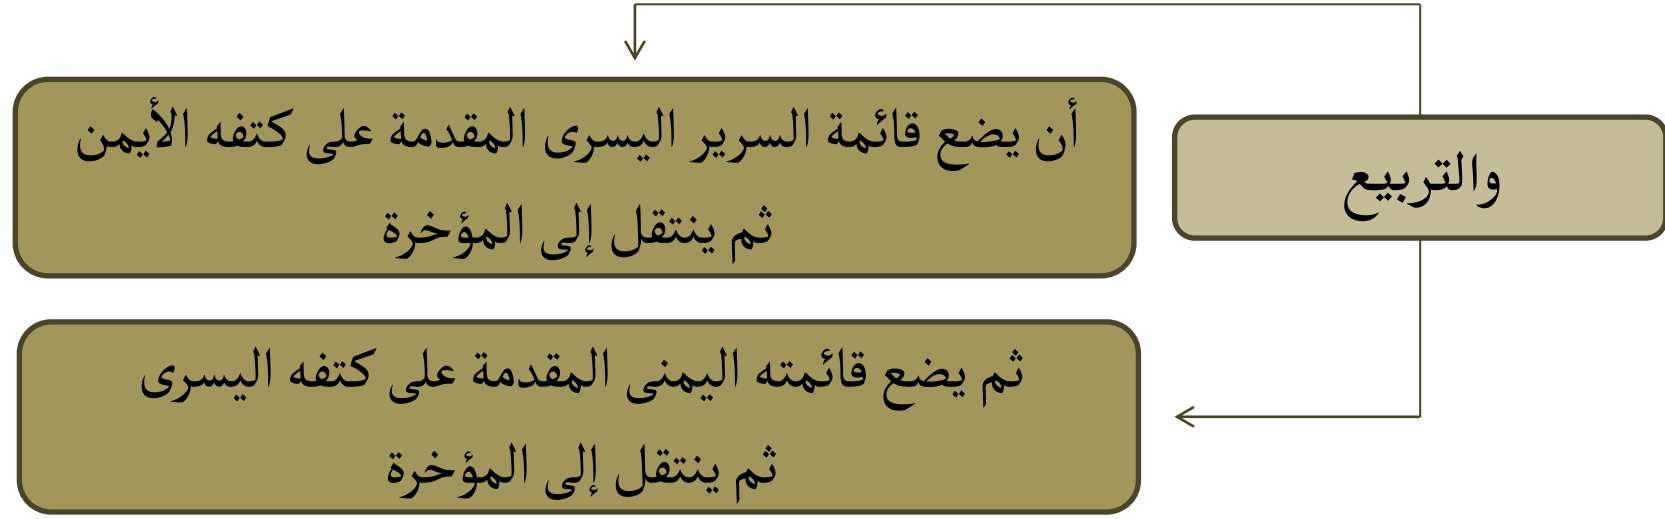 والتربيع
أن يضع قائمة السرير اليسرى المقدمة على كتفه الأيمن
ثم ينتقل إلى المؤخرة
ثم يضع قائمته اليمنى المقدمة على كتفه اليسرى
ثم ينتقل إلى المؤخرة